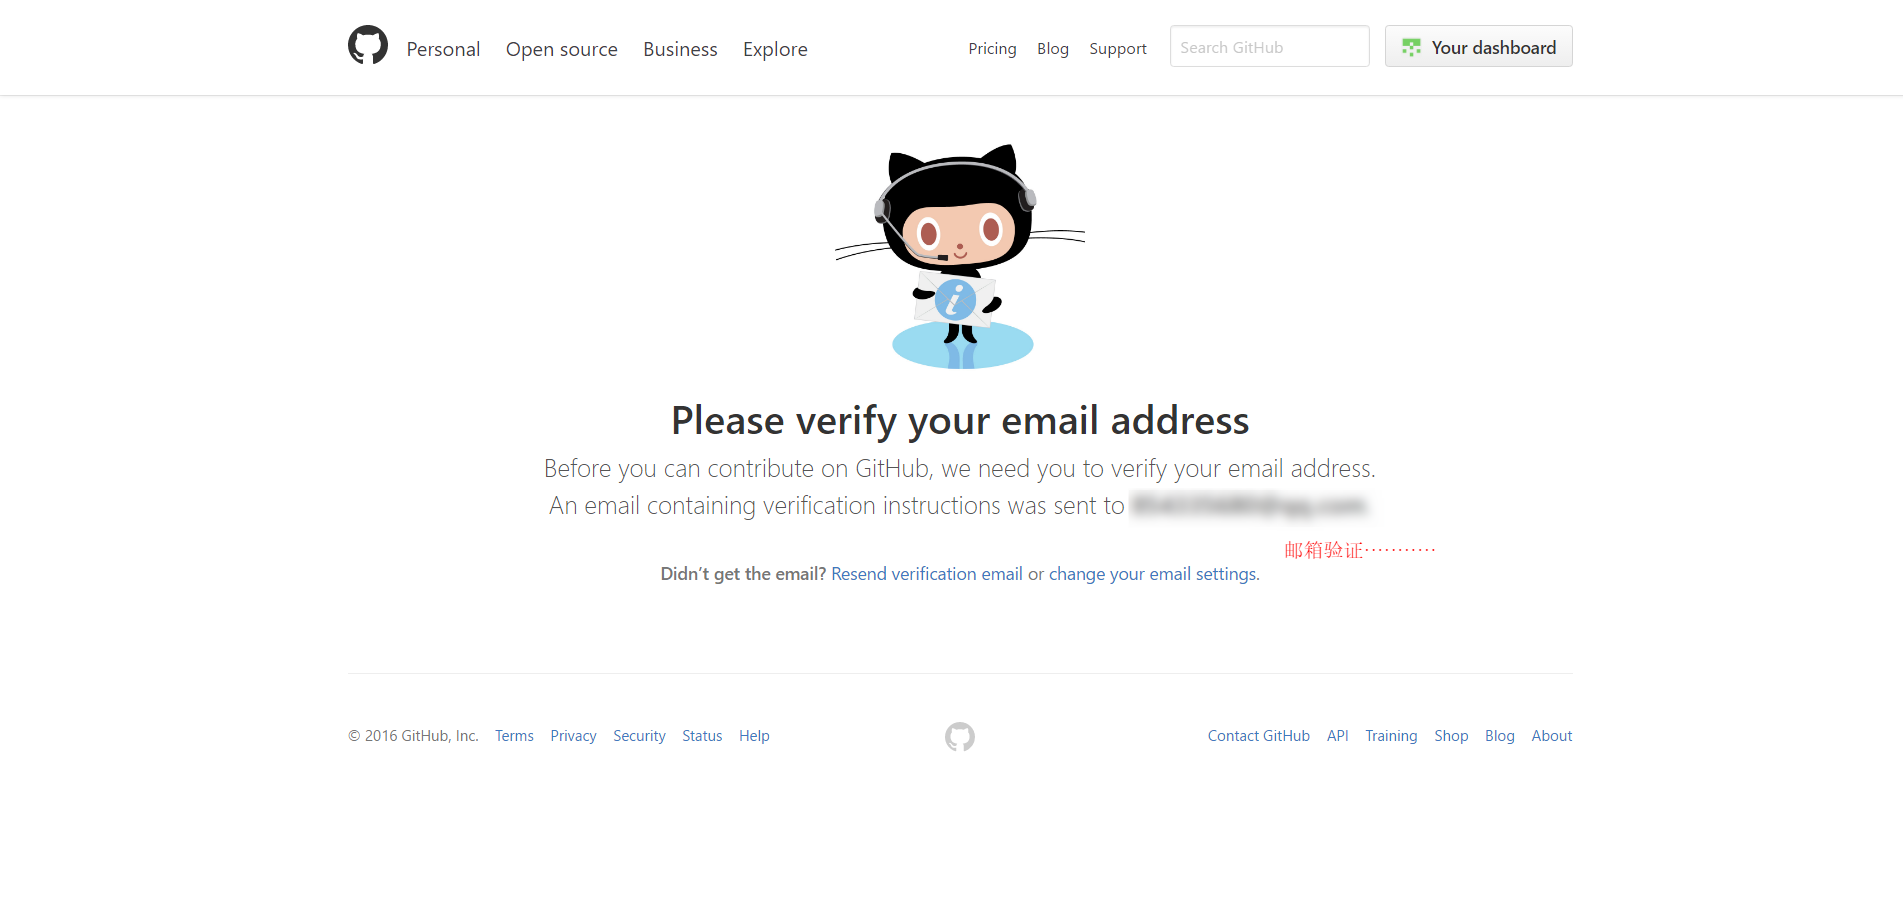 Personal Open source Business Explore Pricing Blog Support Search GitHub Your dashboard
i
Please verify your email address
Before you can contribute on GitHub, we need you to verify your email address.
An email containing verification instructions was sent to
邮箱验证…………
Didn’t get the email? Resend verification email or change your email settings.
© 2016 GitHub, Inc. Terms Privacy Security Status Help Contact GitHub API Training Shop Blog About